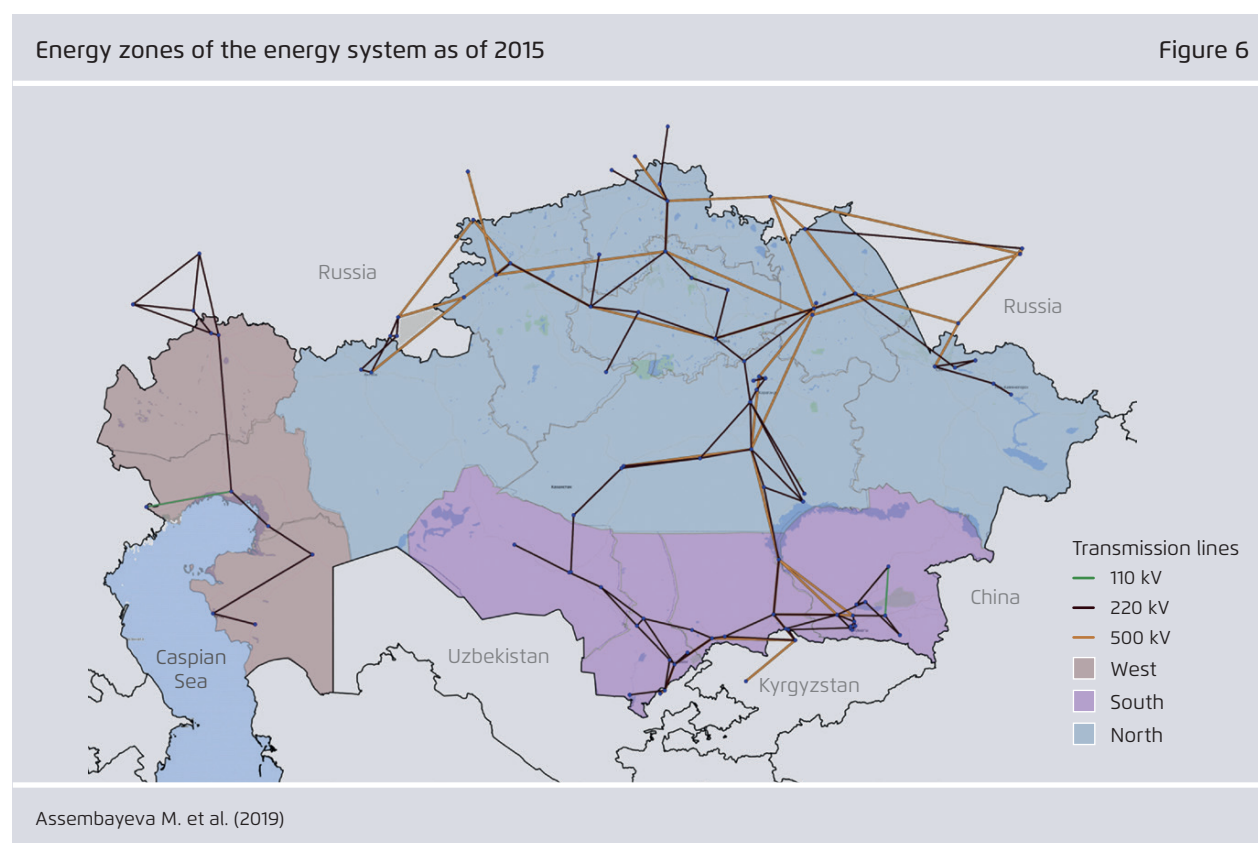 Energy zones of the energy system as of 2015
Figure 6
Russia
Russia
China
Uzbekistan
Kyrgyzstan
Caspian
Sea
Transmission lines
110 kV
220 kV
500 kV
West
South
North
Assembayeva M. et al. (2019)